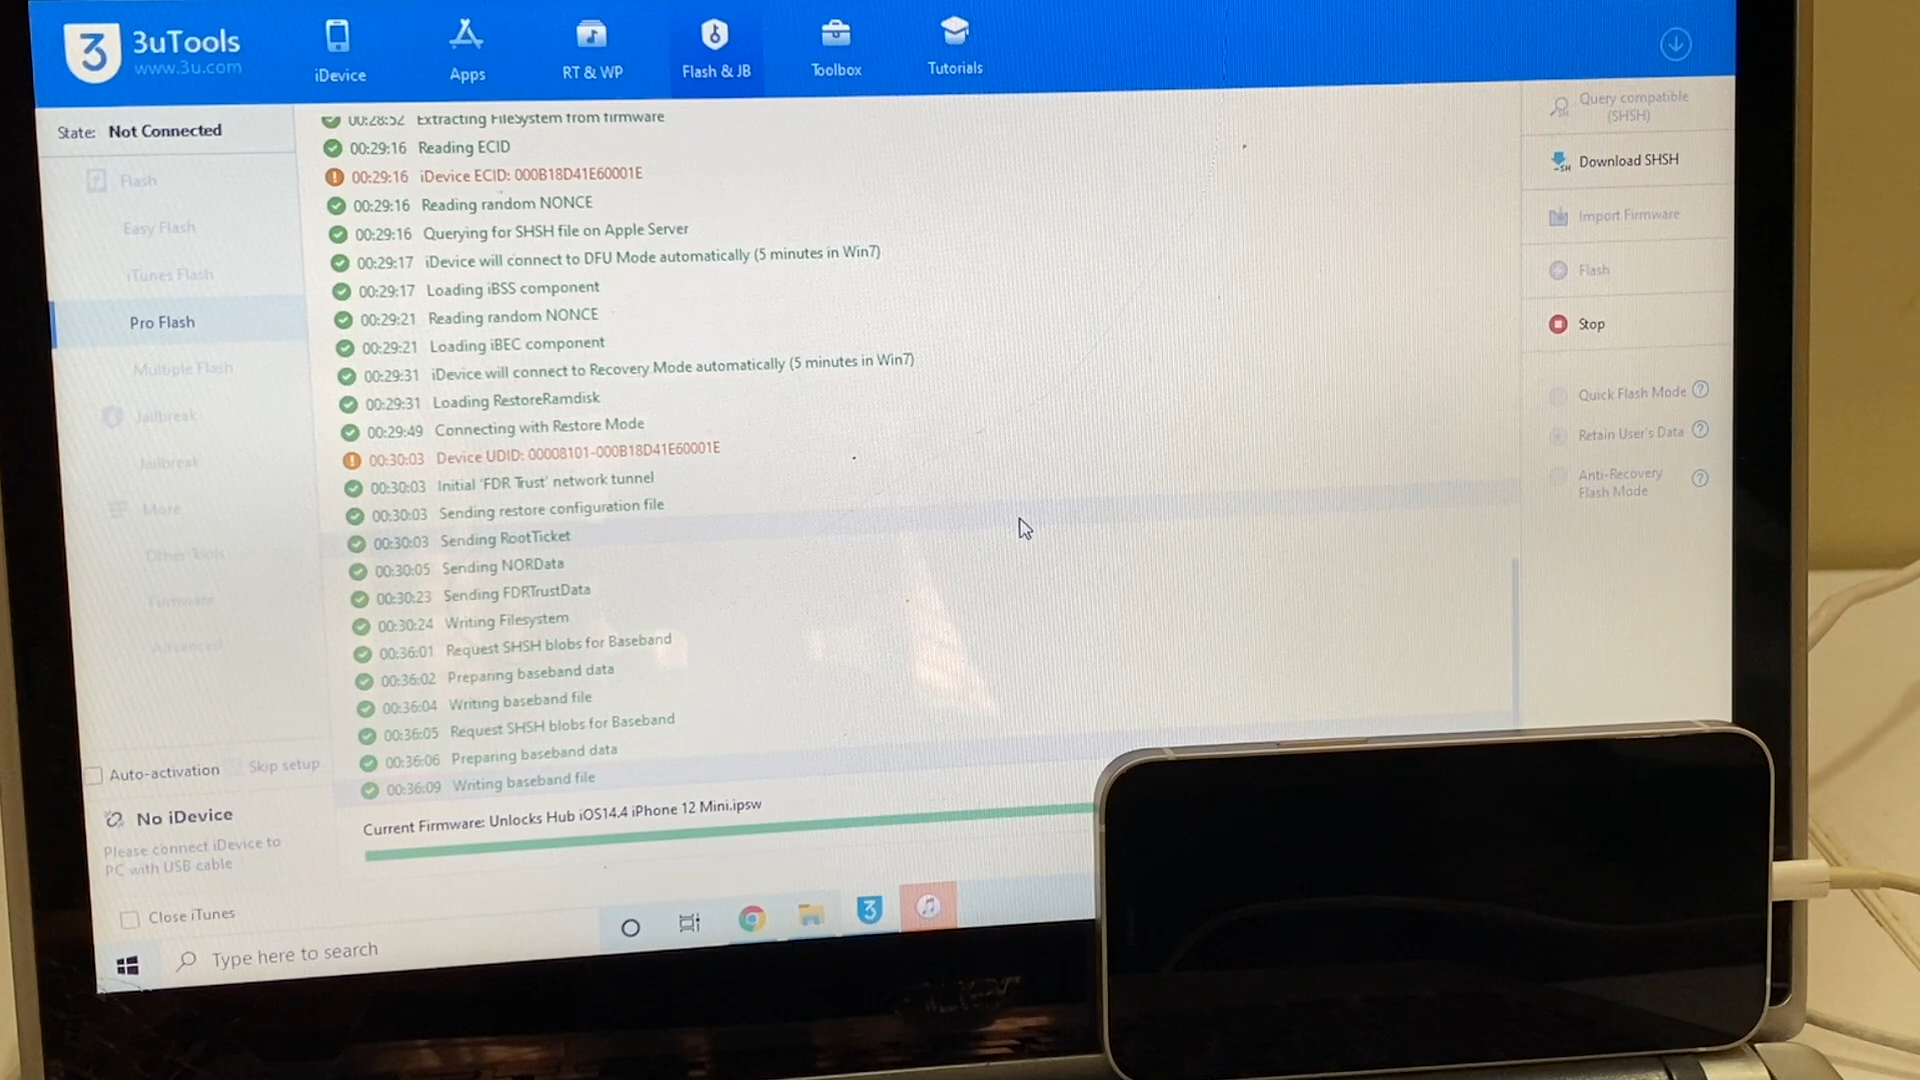 3 3uTools
www.3u.com
iDevice
Apps
RT & WP
Flash & JB
Toolbox
Tutorials
State: Not Connected
Flash
Easy Flash
iTunes Flash
Pro Flash
Multiple Flash
Jailbreak
Jailbreak
More
Other Tools
Firmware
Advanced
Auto-activation Skip setup
No iDevice
Please connect iDevice to
PC with USB cable
Close iTunes
00:28:52 Extracting FileSystem from firmware
00:29:16 Reading ECID
00:29:16 iDevice ECID: 000B18D41E60001E
00:29:16 Reading random NONCE
00:29:16 Querying for SHSH file on Apple Server
00:29:17 iDevice will connect to DFU Mode automatically (5 minutes in Win7)
00:29:17 Loading iBSS component
00:29:21 Reading random NONCE
00:29:21 Loading iBEC component
00:29:31 iDevice will connect to Recovery Mode automatically (5 minutes in Win7)
00:29:31 Loading RestoreRamdisk
00:29:49 Connecting with Restore Mode
00:30:03 Device UDID: 00008101-000B18D41E60001E
00:30:03 Initial 'FDR Trust' network tunnel
00:30:03 Sending restore configuration file
00:30:03 Sending RootTicket
00:30:05 Sending NORData
00:30:23 Sending FDRTrustData
00:30:24 Writing Filesystem
00:36:01 Request SHSH blobs for Baseband
00:36:02 Preparing baseband data
00:36:04 Writing baseband file
00:36:05 Request SHSH blobs for Baseband
00:36:06 Preparing baseband data
00:36:09 Writing baseband file
Current Firmware: Unlocks Hub iOS14.4 iPhone 12 Mini.ipsw
Query compatible
(SHSH)
Download SHSH
Import Firmware
Flash
Stop
Quick Flash Mode ?
Retain User's Data ?
Anti-Recovery
Flash Mode ?
Type here to search
3